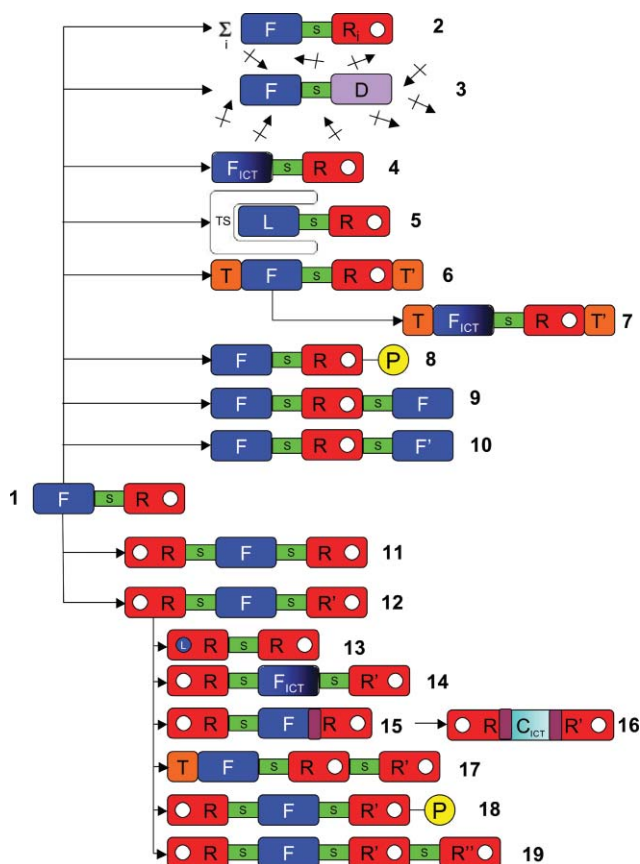 Σi F s Ri 2
F s D 3
FICT s R 4
TS L s R 5
T F s R T' 6
T FICT s R T' 7
F s R P 8
F s R s F 9
F s R s F' 10
1 F s R
R s F s R 11
R s F s R' 12
L R s R 13
R s FICT s R' 14
R s F R 15
R CICT R' 16
T F s R s R' 17
R s F s R' P 18
R s F s R' s R'' 19